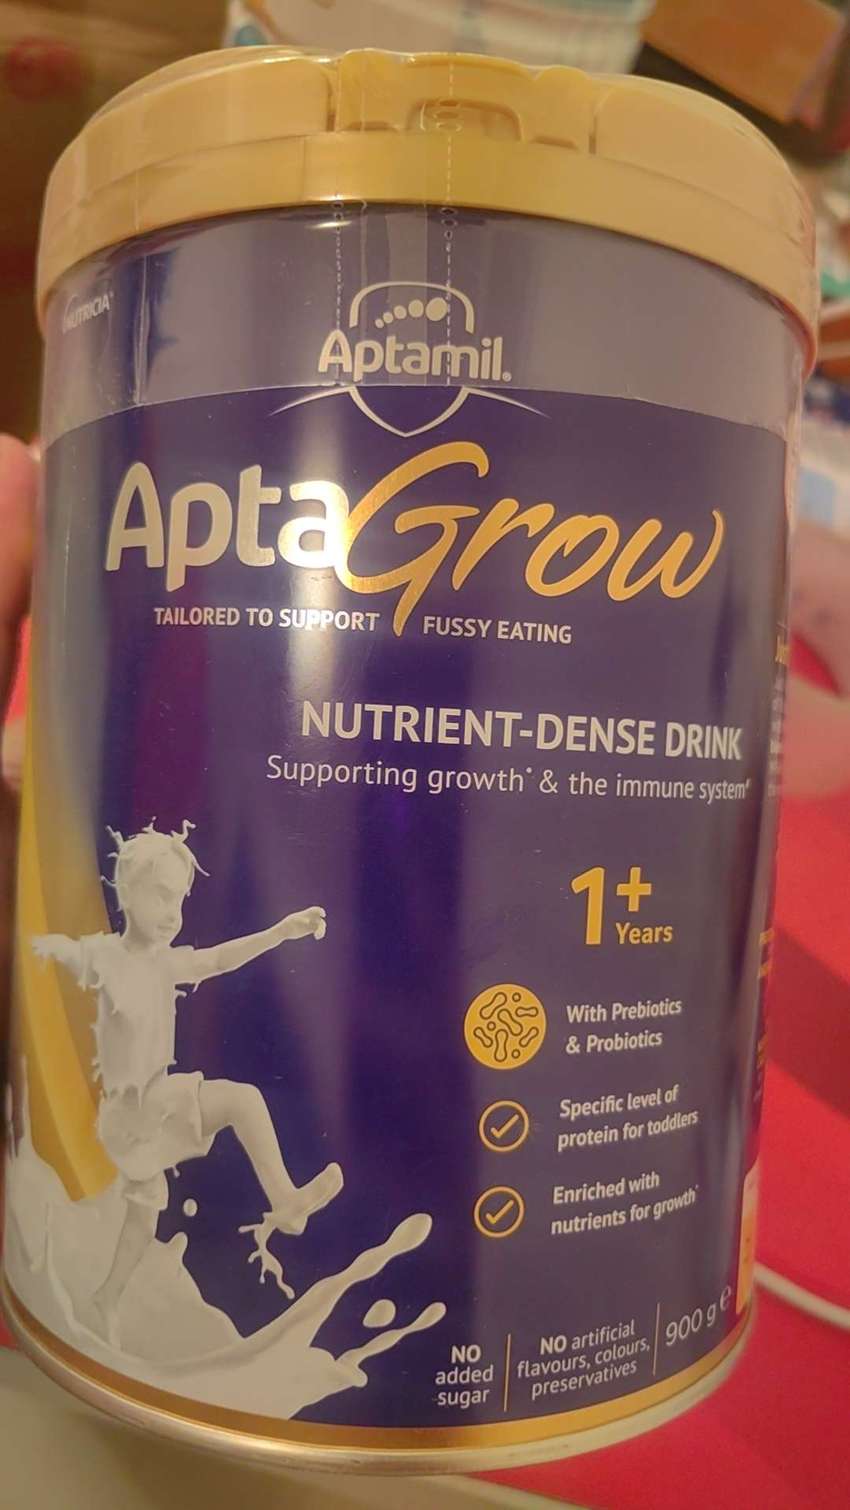 NUTRICIA
Aptamil®
AptaGrow
TAILORED TO SUPPORT FUSSY EATING
NUTRIENT-DENSE DRINK
Supporting growth* & the immune system
1+
Years
With Prebiotics
& Probiotics
Specific level of
protein for toddlers
Enriched with
nutrients for growth
NO
added
sugar
NO artificial
flavours, colours,
preservatives
900 g e